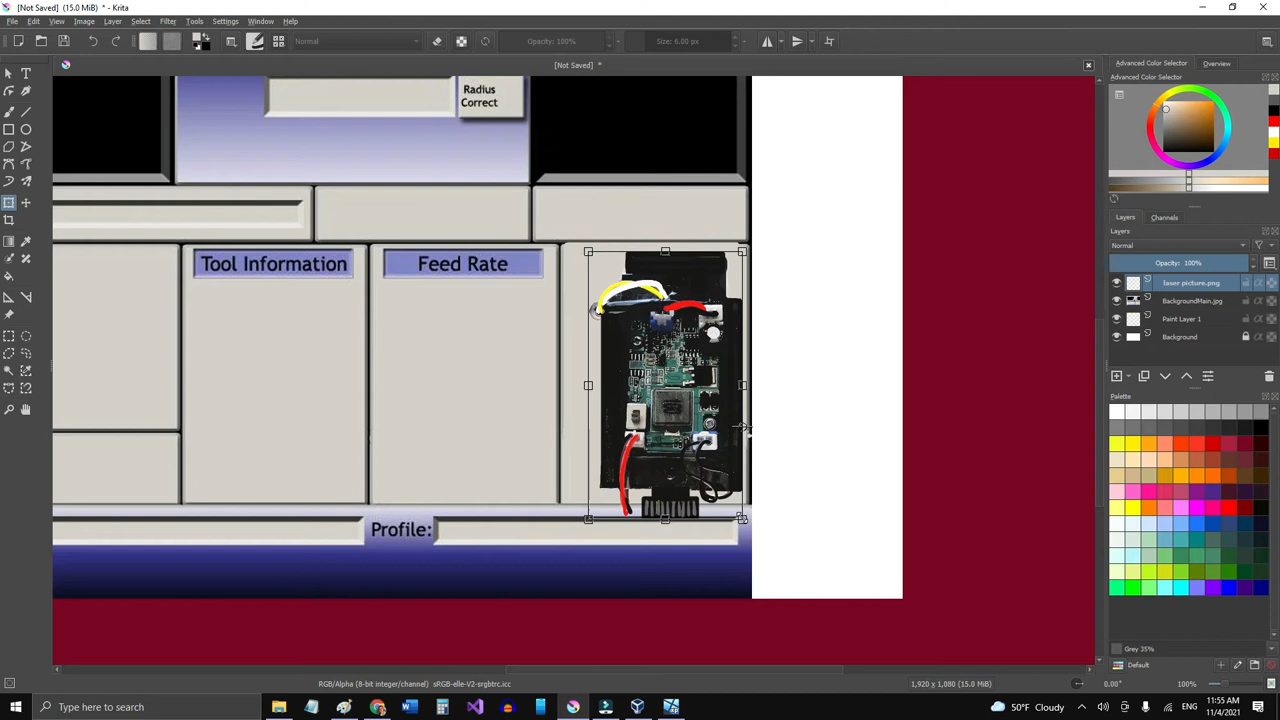 [Not Saved] (15.0 MiB) * - Krita
File Edit View Image Layer Select Filter Tools Settings Window Help
Normal Opacity: 100% Size: 6.00 px
[Not Saved] *
Advanced Color Selector Overview
Advanced Color Selector
Radius
Correct
Layers Channels
Layers
Normal
Opacity: 100%
laser picture.png
BackgroundMain.jpg
Paint Layer 1
Background
Tool Information
Feed Rate
Palette
Profile:
Grey 35%
Default
RGB/Alpha (8-bit integer/channel) sRGB-elle-V2-srgbtrc.icc
1,920 x 1,080 (15.0 MiB)
0.00°
100%
Type here to search
50°F Cloudy
11:55 AM
11/4/2021